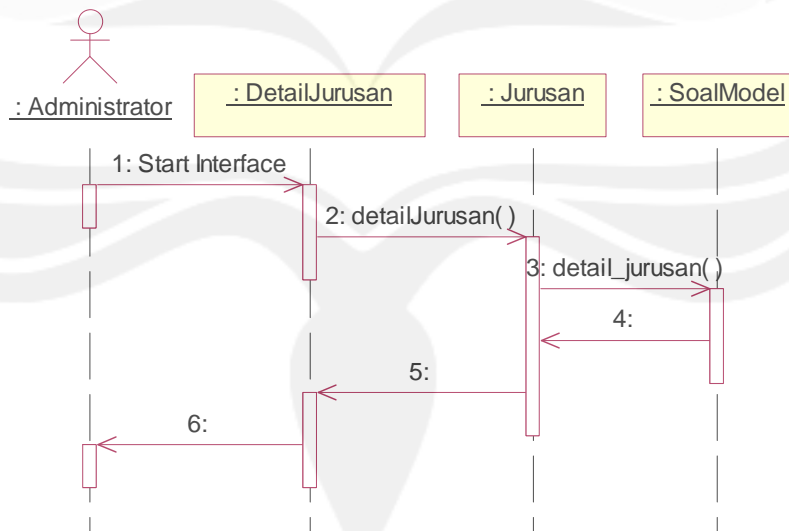 : Administrator
: DetailJurusan
: Jurusan
: SoalModel
1: Start Interface
2: detailJurusan( )
3: detail_jurusan( )
4:
5:
6: